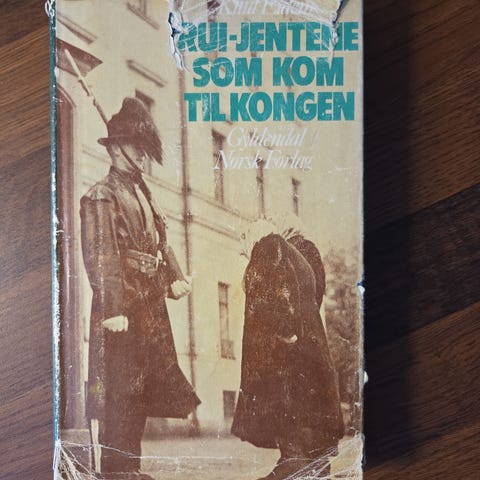 Knut
RUI-JENTENE
SOM KOM
TIL KONGEN
Gyldendal
Norsk Forlag